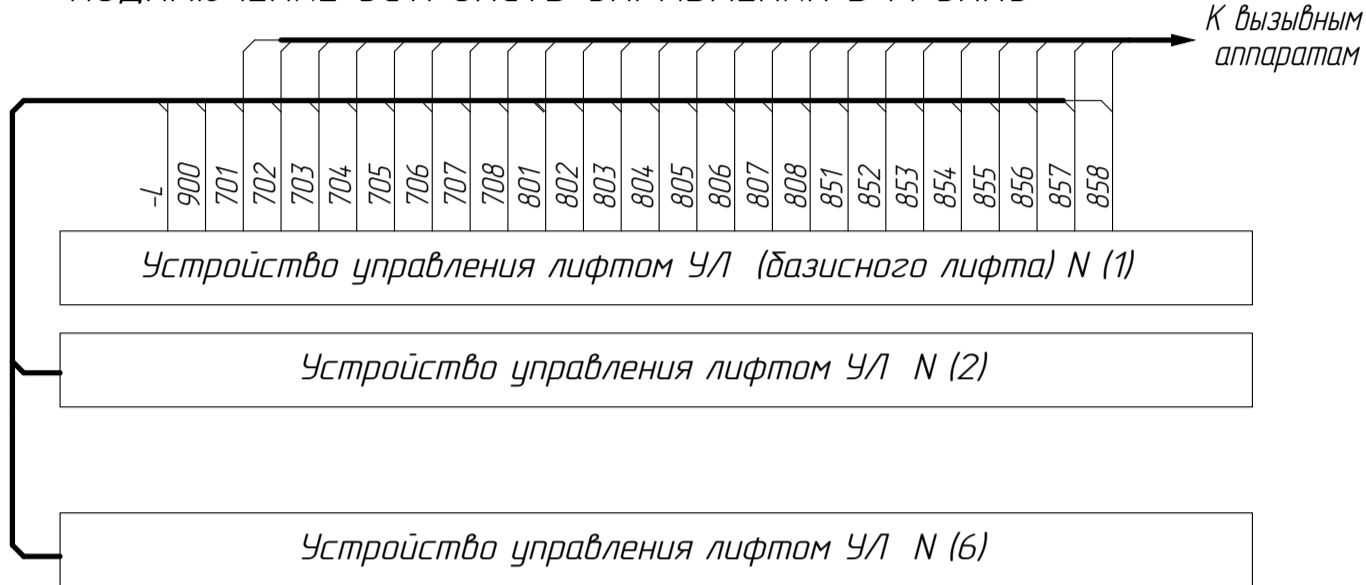 К вызывным
аппаратам
-L 900 701 702 703 704 705 706 707 708 801 802 803 804 805 806 807 808 851 852 853 854 855 856 857 858
Устройство управления лифтом УЛ (базисного лифта) N (1)
Устройство управления лифтом УЛ N (2)
Устройство управления лифтом УЛ N (6)